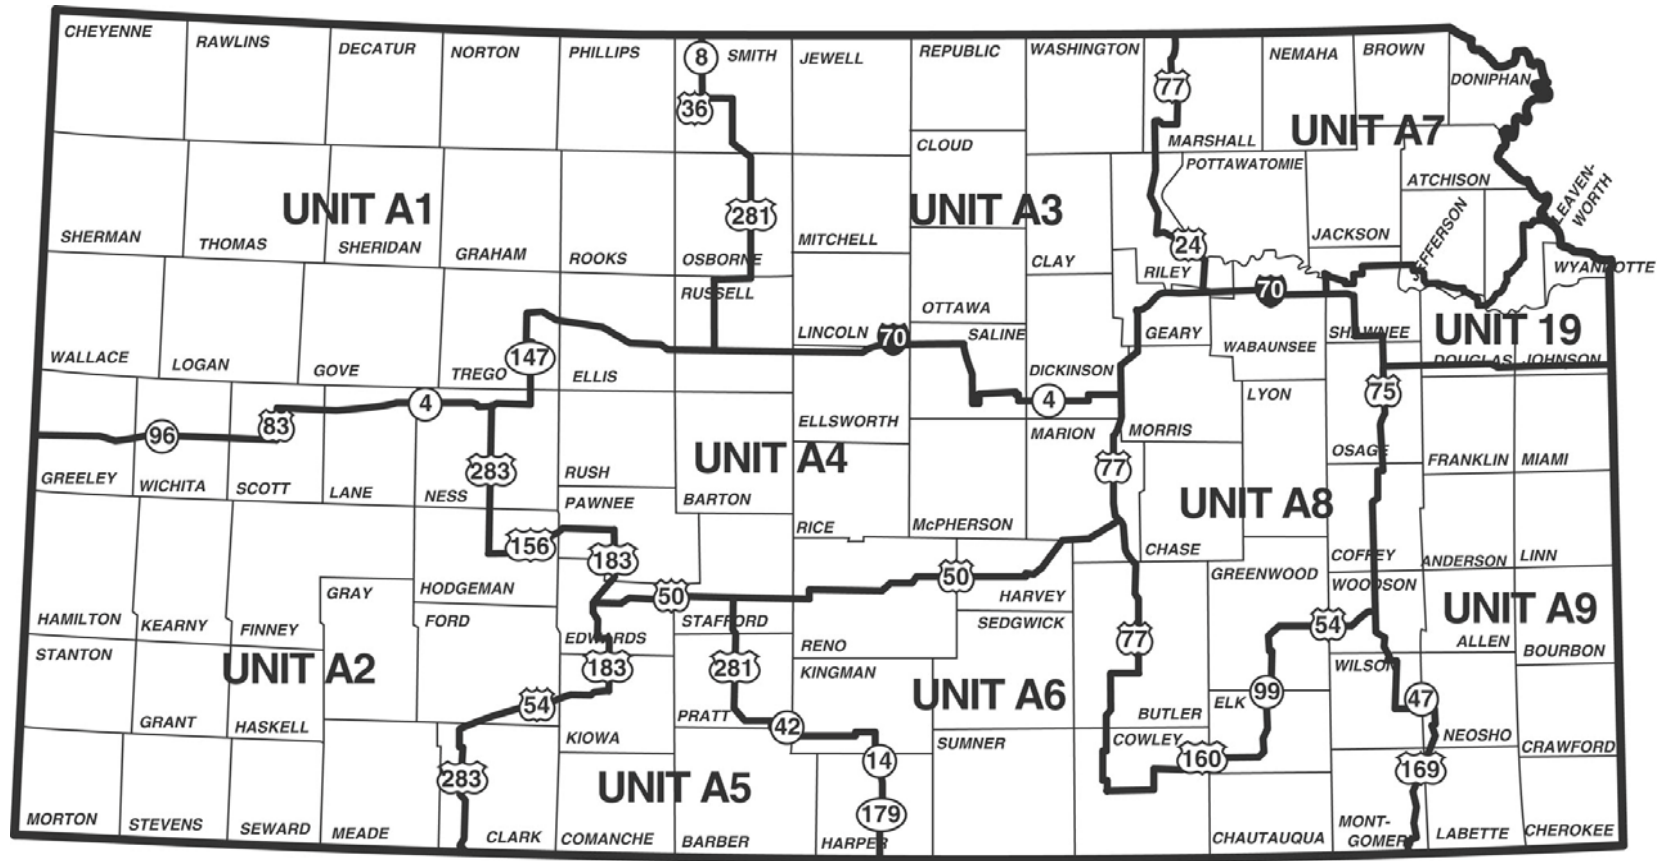 CHEYENNE
RAWLINS
DECATUR
NORTON
PHILLIPS
8
SMITH
JEWELL
REPUBLIC
WASHINGTON
77
NEMAHA
BROWN
DONIPHAN
36
MARSHALL
UNIT A7
CLOUD
POTTAWATOMIE
ATCHISON
LEAVEN-
WORTH
UNIT A1
281
UNIT A3
SHERMAN
THOMAS
SHERIDAN
GRAHAM
ROOKS
OSBORNE
MITCHELL
CLAY
24
RILEY
JACKSON
JEFFERSON
WYANDOTTE
RUSSELL
OTTAWA
70
WALLACE
LOGAN
GOVE
147
TREGO
ELLIS
LINCOLN
70
SALINE
DICKINSON
GEARY
WABAUNSEE
SHAWNEE
UNIT 19
DOUGLAS
JOHNSON
96
83
4
ELLSWORTH
4
MARION
MORRIS
LYON
75
GREELEY
WICHITA
SCOTT
LANE
NESS
283
RUSH
UNIT A4
77
OSAGE
FRANKLIN
MIAMI
PAWNEE
BARTON
RICE
McPHERSON
UNIT A8
156
183
CHASE
COFFEY
ANDERSON
LINN
HAMILTON
KEARNY
FINNEY
GRAY
HODGEMAN
50
50
HARVEY
GREENWOOD
WOODSON
UNIT A9
FORD
EDWARDS
STAFFORD
RENO
SEDGWICK
77
54
ALLEN
BOURBON
STANTON
UNIT A2
183
281
KINGMAN
UNIT A6
WILSON
GRANT
HASKELL
54
KIOWA
PRATT
42
BUTLER
ELK
99
47
NEOSHO
CRAWFORD
283
UNIT A5
14
SUMNER
COWLEY
160
169
MORTON
STEVENS
SEWARD
MEADE
CLARK
COMANCHE
BARBER
179
HARPER
CHAUTAUQUA
MONT-
GOMERY
LABETTE
CHEROKEE